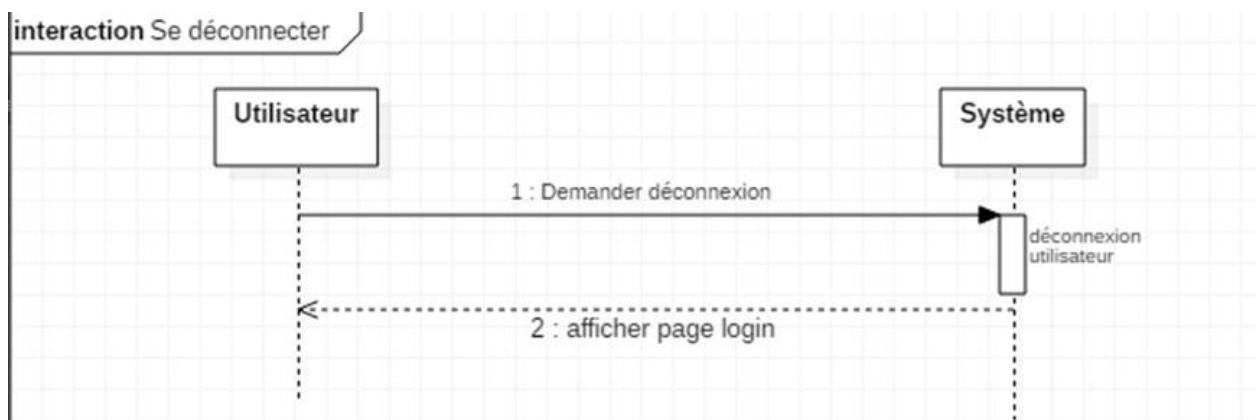 interaction Se déconnecter
Utilisateur
Système
1 : Demander déconnexion
déconnexion
utilisateur
2 : afficher page login